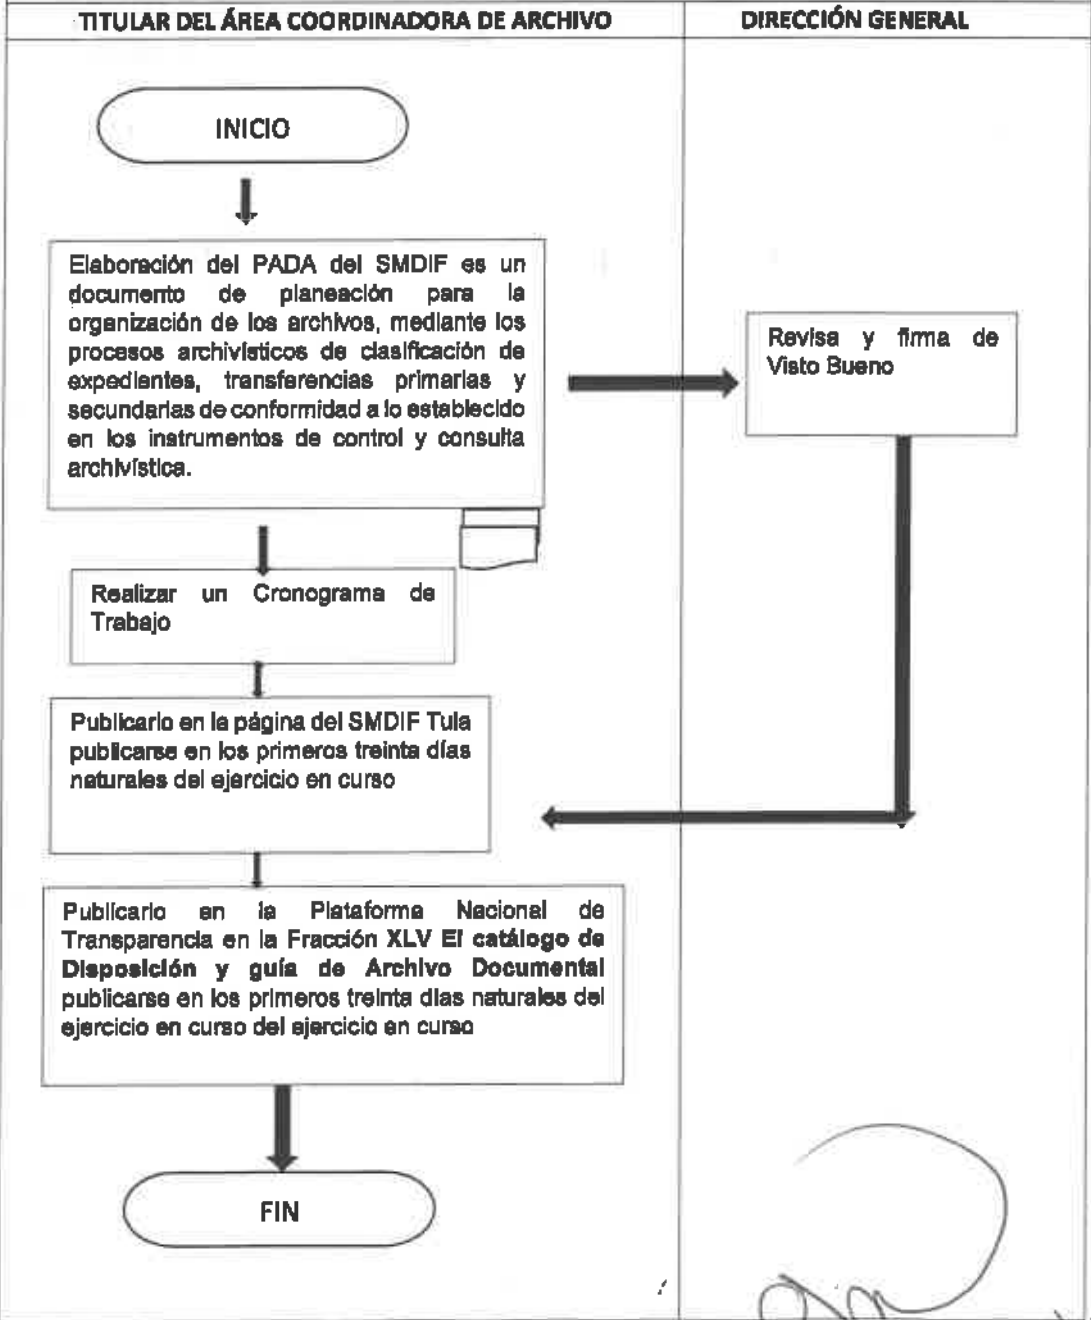 TITULAR DEL ÁREA COORDINADORA DE ARCHIVO
DIRECCIÓN GENERAL
INICIO
Elaboración del PADA del SMDIF es un
documento de planeación para la
organización de los archivos, mediante los
procesos archivísticos de clasificación de
expedientes, transferencias primarias y
secundarias de conformidad a lo establecido
en los instrumentos de control y consulta
archivística.
Revisa y firma de
Visto Bueno
Realizar un Cronograma de
Trabajo
Publicarlo en la página del SMDIF Tula
publicarse en los primeros treinta días
naturales del ejercicio en curso
Publicarlo en la Plataforma Nacional de
Transparencia en la Fracción XLV El catálogo de
Disposición y guía de Archivo Documental
publicarse en los primeros treinta días naturales del
ejercicio en curso del ejercicio en curso
FIN